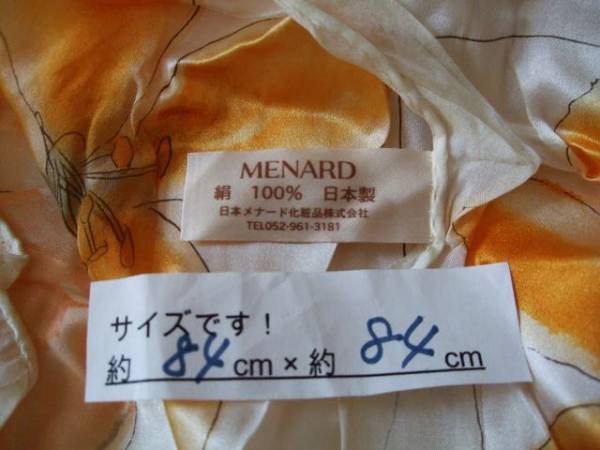 MENARD
絹 100% 日本製
日本メナード化粧品株式会社
TEL052-961-3181
サイズです!
約 84 cm × 約 84 cm